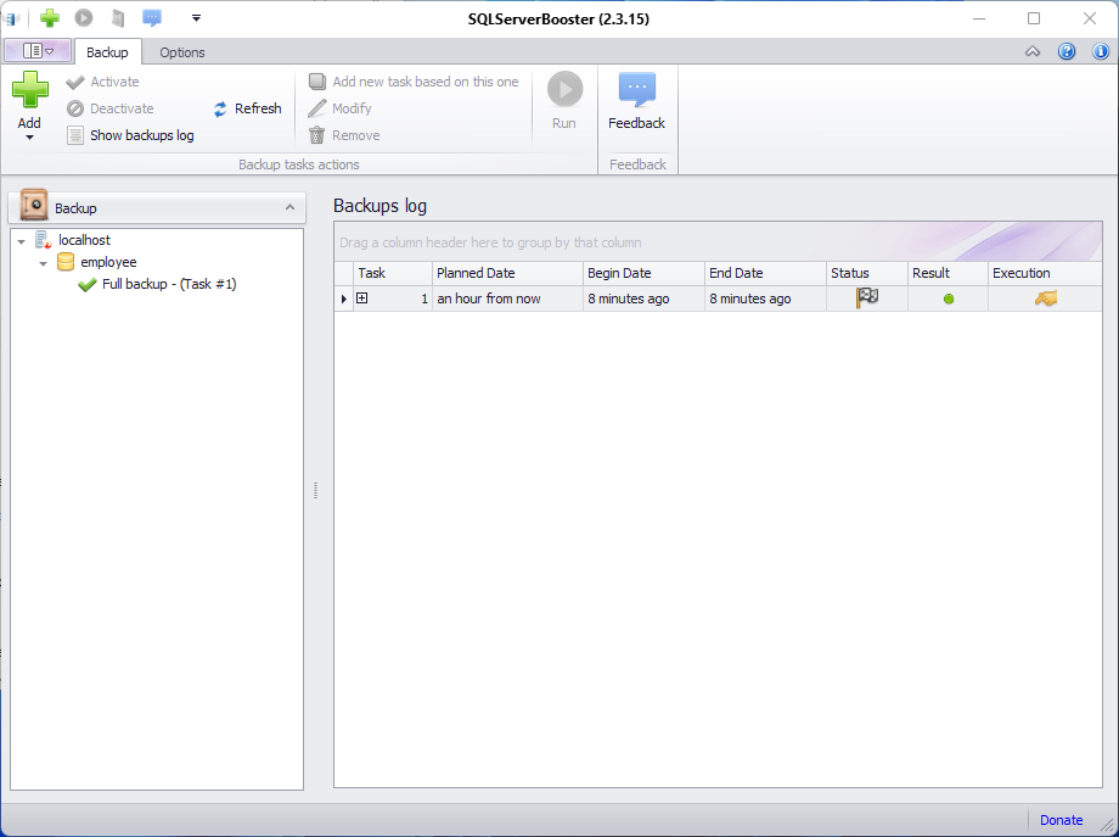 SQLServerBooster (2.3.15)
Backup Options
Add
Activate
Deactivate
Show backups log
Refresh
Add new task based on this one
Modify
Remove
Run
Feedback
Backup tasks actions
Feedback
Backup
localhost
employee
Full backup - (Task #1)
Backups log
Drag a column header here to group by that column
Task Planned Date Begin Date End Date Status Result Execution
1 an hour from now 8 minutes ago 8 minutes ago
Donate